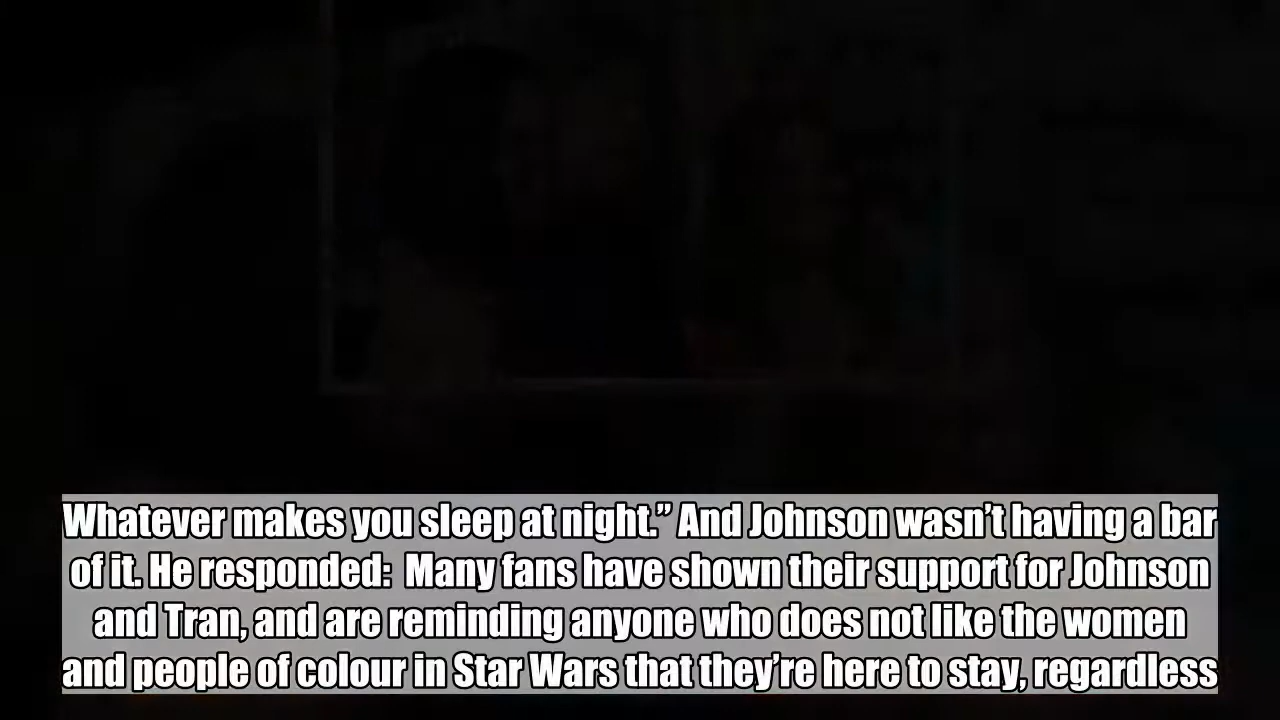 Whatever makes you sleep at night.” And Johnson wasn’t having a bar
of it. He responded:  Many fans have shown their support for Johnson
and Tran, and are reminding anyone who does not like the women
and people of colour in Star Wars that they’re here to stay, regardless